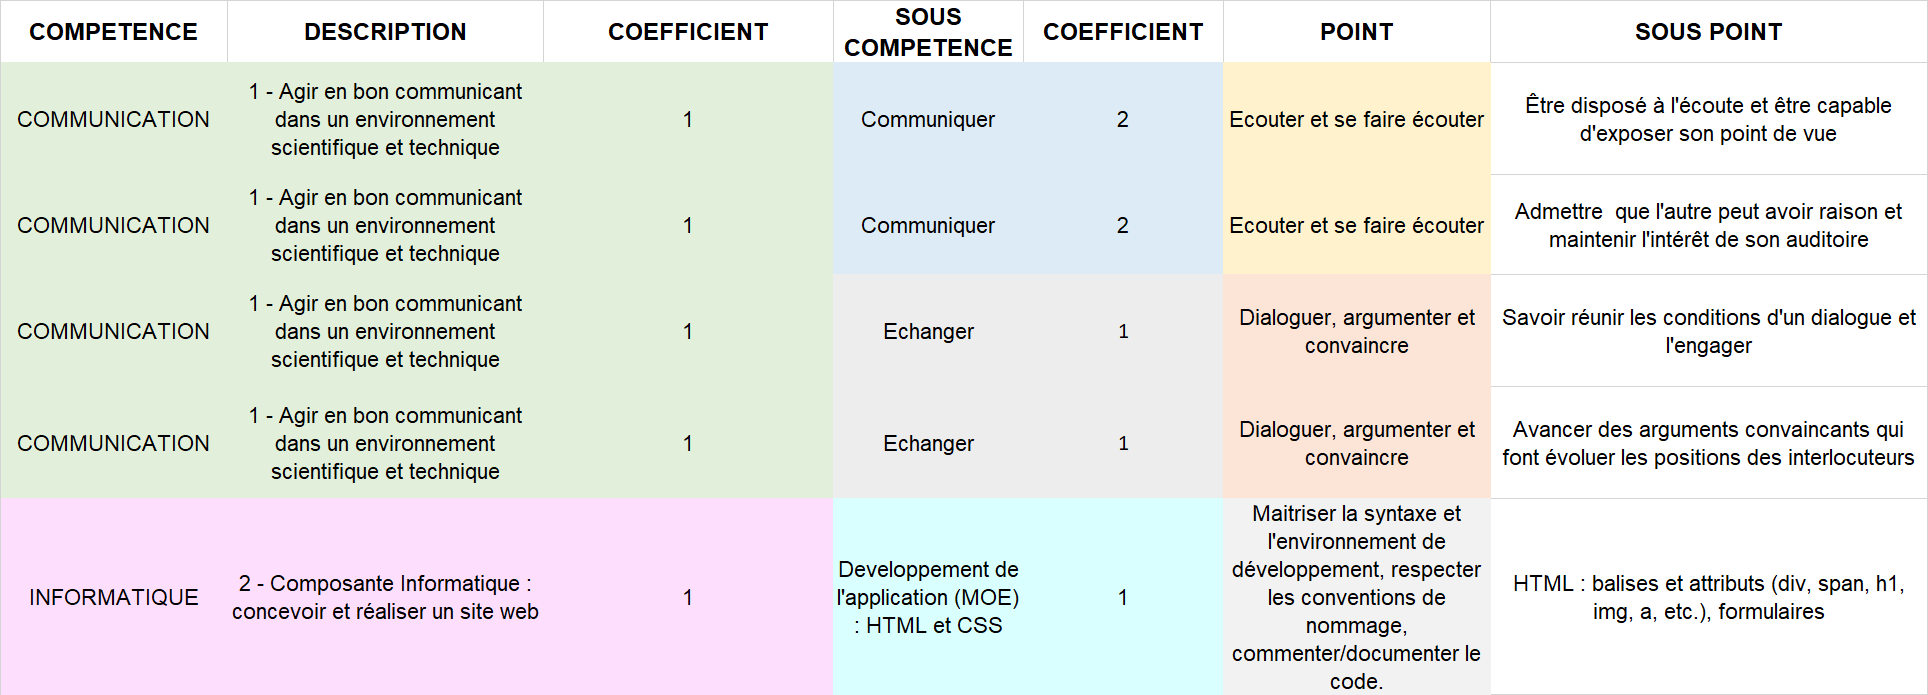 COMPETENCE DESCRIPTION COEFFICIENT SOUS COMPETENCE COEFFICIENT POINT SOUS POINT
COMMUNICATION
1 - Agir en bon communicant
dans un environnement
scientifique et technique
1
Communiquer
2
Ecouter et se faire écouter
Être disposé à l'écoute et être capable
d'exposer son point de vue
COMMUNICATION
1 - Agir en bon communicant
dans un environnement
scientifique et technique
1
Communiquer
2
Ecouter et se faire écouter
Admettre  que l'autre peut avoir raison et
maintenir l'intérêt de son auditoire
COMMUNICATION
1 - Agir en bon communicant
dans un environnement
scientifique et technique
1
Echanger
1
Dialoguer, argumenter et
convaincre
Savoir réunir les conditions d'un dialogue et
l'engager
COMMUNICATION
1 - Agir en bon communicant
dans un environnement
scientifique et technique
1
Echanger
1
Dialoguer, argumenter et
convaincre
Avancer des arguments convaincants qui
font évoluer les positions des interlocuteurs
INFORMATIQUE
2 - Composante Informatique :
concevoir et réaliser un site web
1
Developpement de
l'application (MOE)
: HTML et CSS
1
Maitriser la syntaxe et
l'environnement de
développement, respecter
les conventions de
nommage,
commenter/documenter le
code.
HTML : balises et attributs (div, span, h1,
img, a, etc.), formulaires